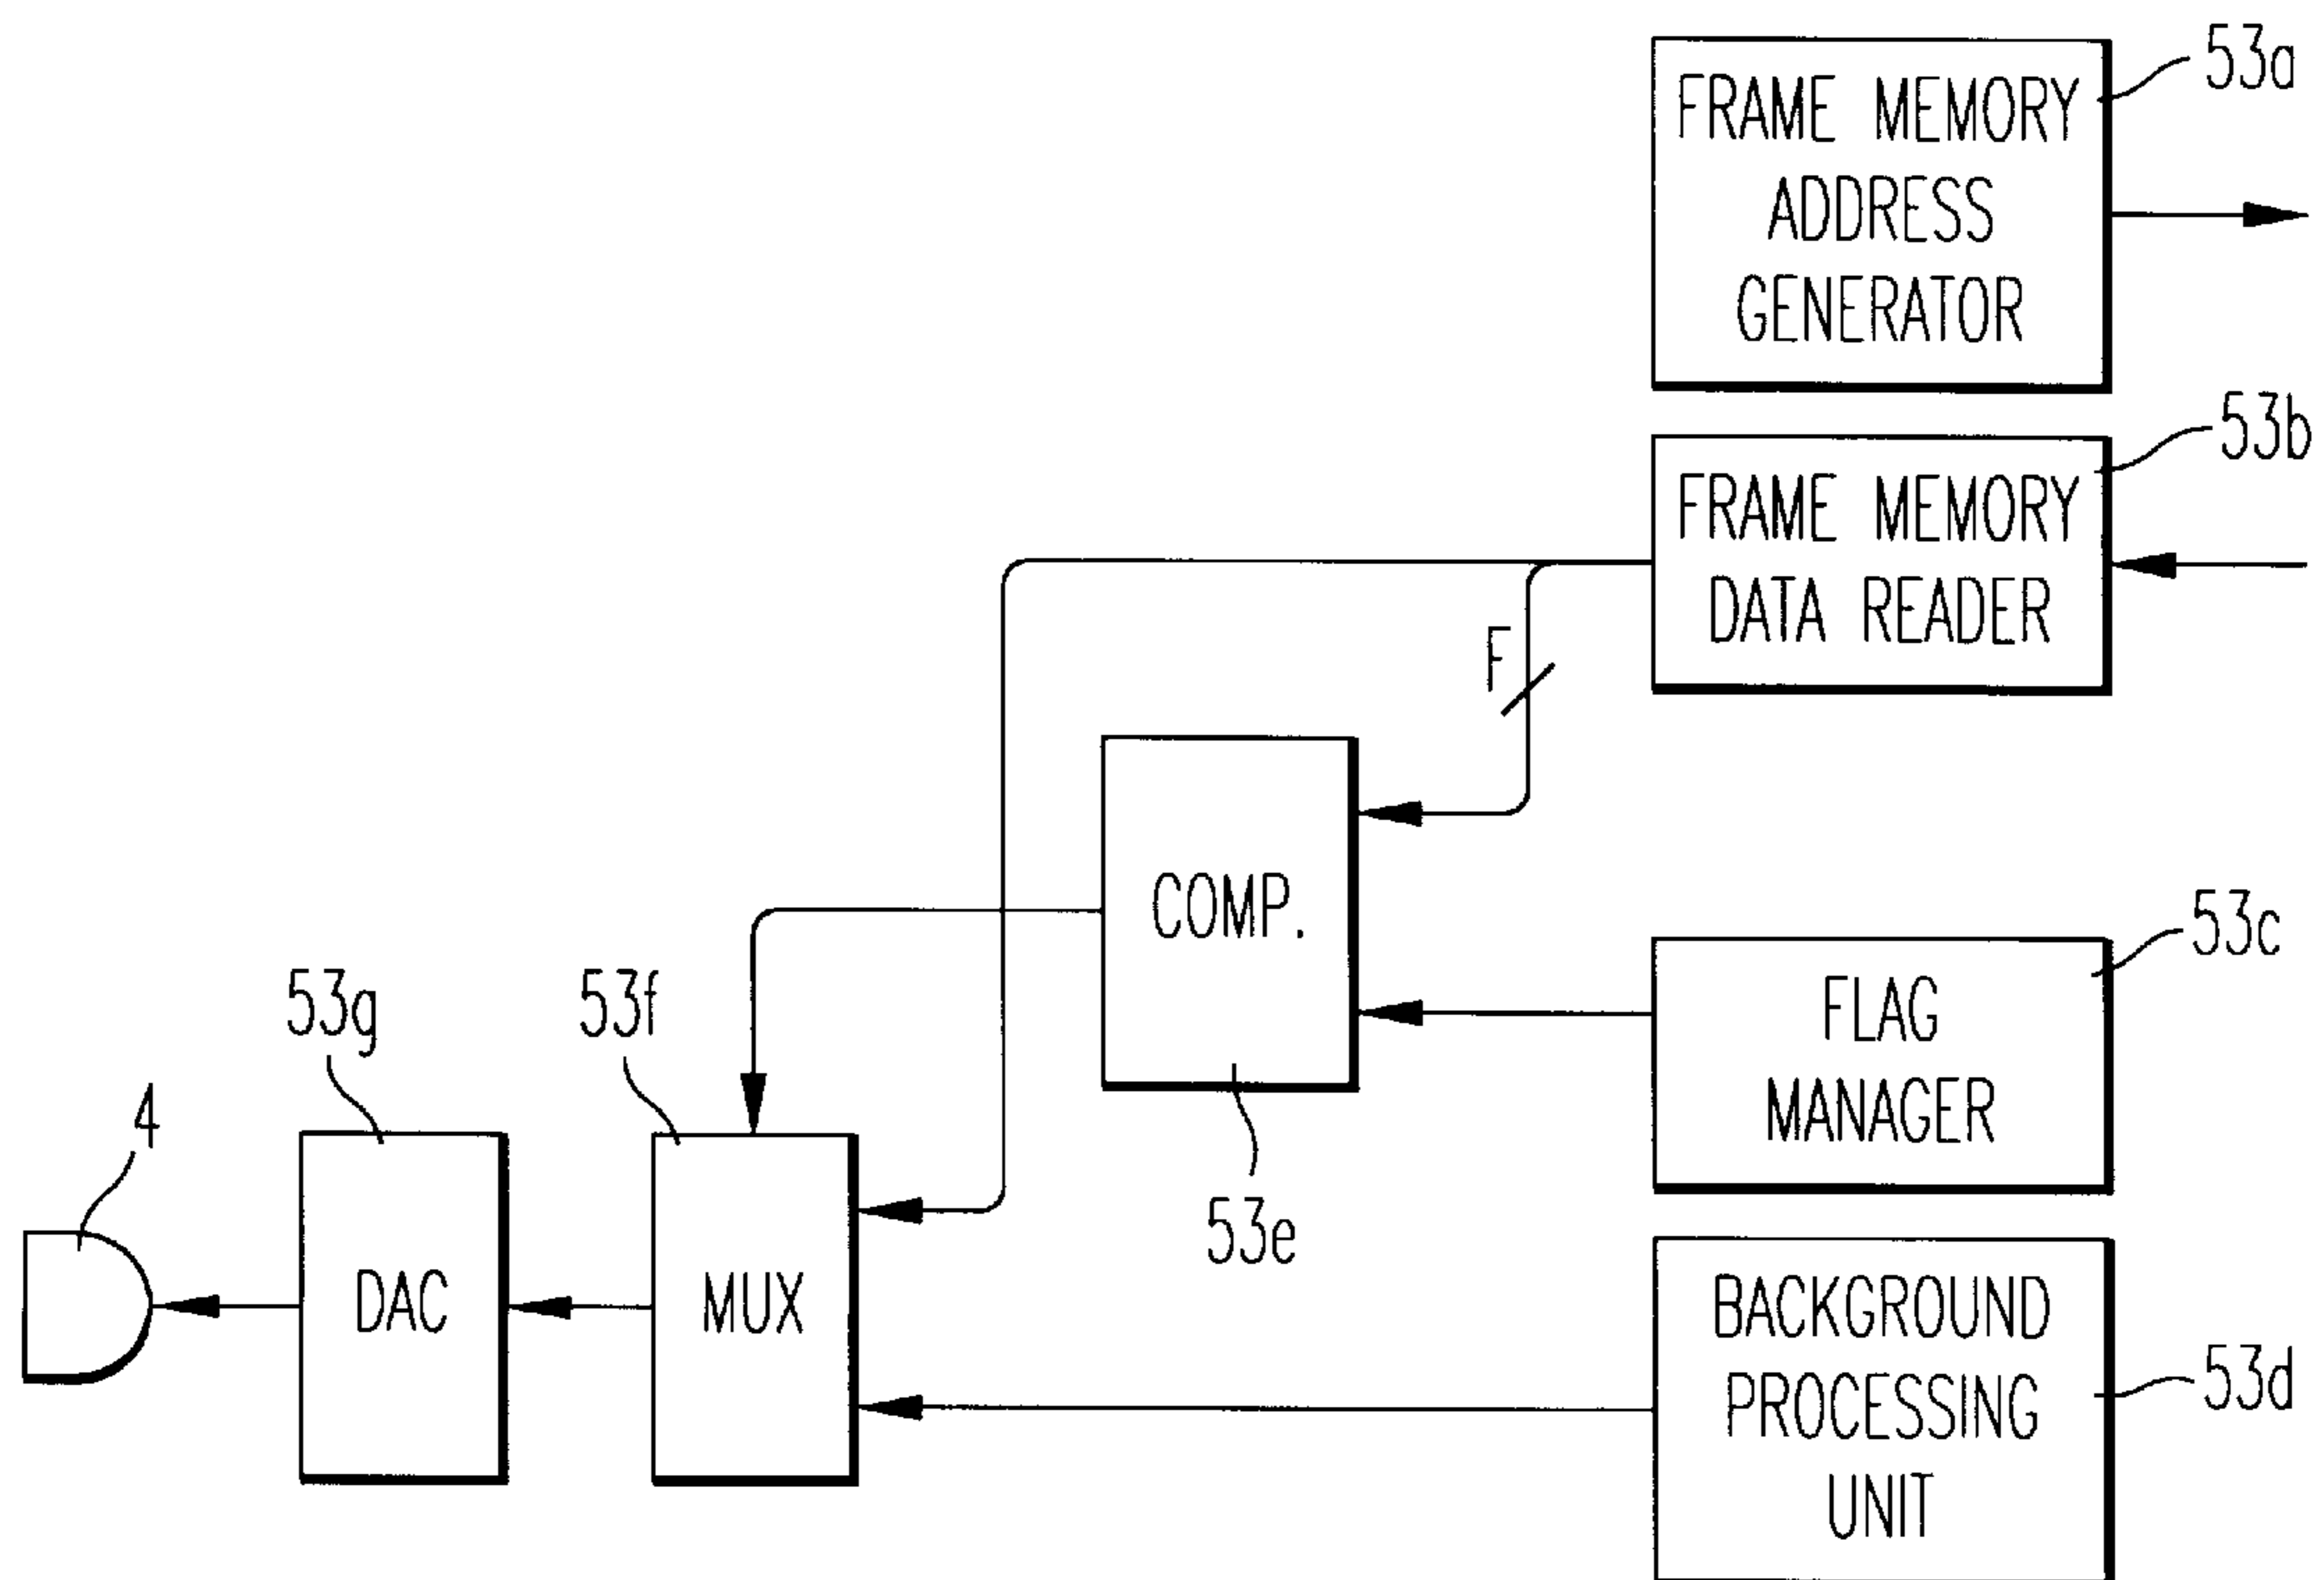 53a
FRAME MEMORY
ADDRESS
GENERATOR
53b
FRAME MEMORY
DATA READER
F
COMP.
53c
FLAG
MANAGER
53g
53f
4
53e
DAC
MUX
BACKGROUND
PROCESSING
UNIT
53d